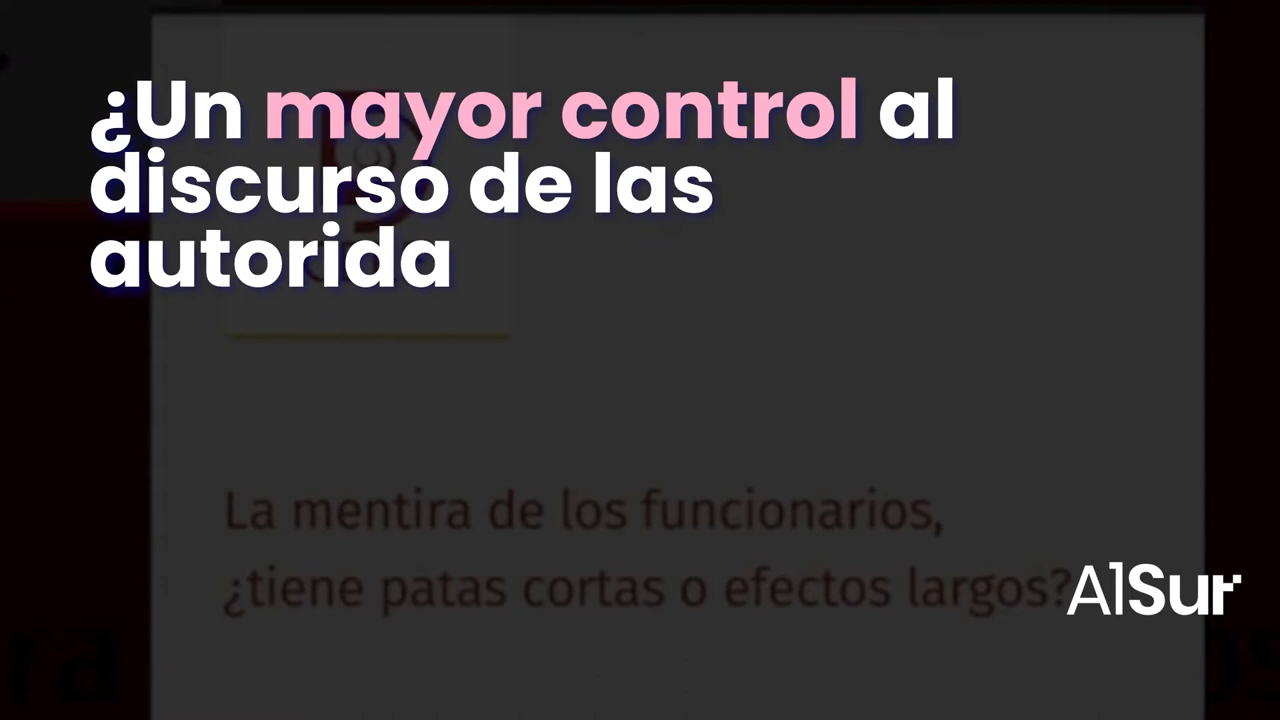 ¿Un mayor control al
discurso de las
autorida
La mentira de los funcionarios,
¿tiene patas cortas o efectos largos?
AlSur